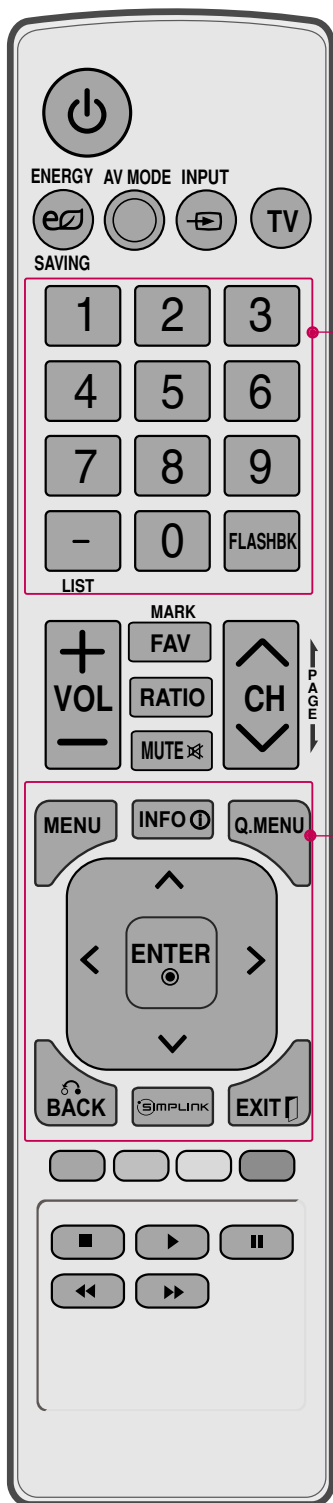 ENERGY AV MODE INPUT
TV
SAVING
1 2 3
4 5 6
7 8 9
- 0 FLASHBK
LIST
MARK
FAV
VOL RATIO CH
PAGE
MUTE
MENU INFO Q.MENU
ENTER
BACK SIMPLINK EXIT